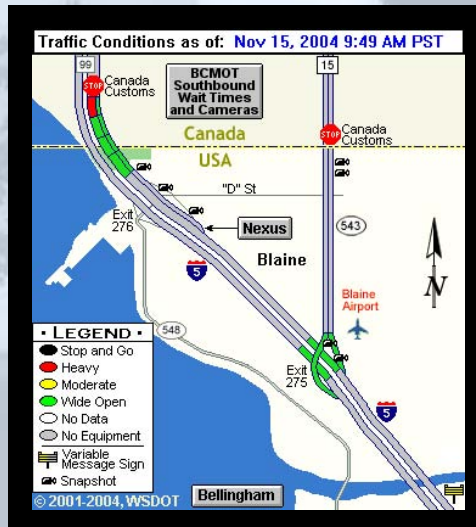 Traffic Conditions as of: Nov 15, 2004 9:49 AM PST
99
STOP
Canada
Customs
BCMOT
Southbound
Wait Times
and Cameras
15
STOP
Canada
Customs
Canada
USA
"D" St
Exit
276
Nexus
543
Blaine
5
N
Blaine
Airport
548
Exit
275
5
• LEGEND •
Stop and Go
Heavy
Moderate
Wide Open
No Data
No Equipment
Variable
Message Sign
Snapshot
© 2001-2004, WSDOT
Bellingham